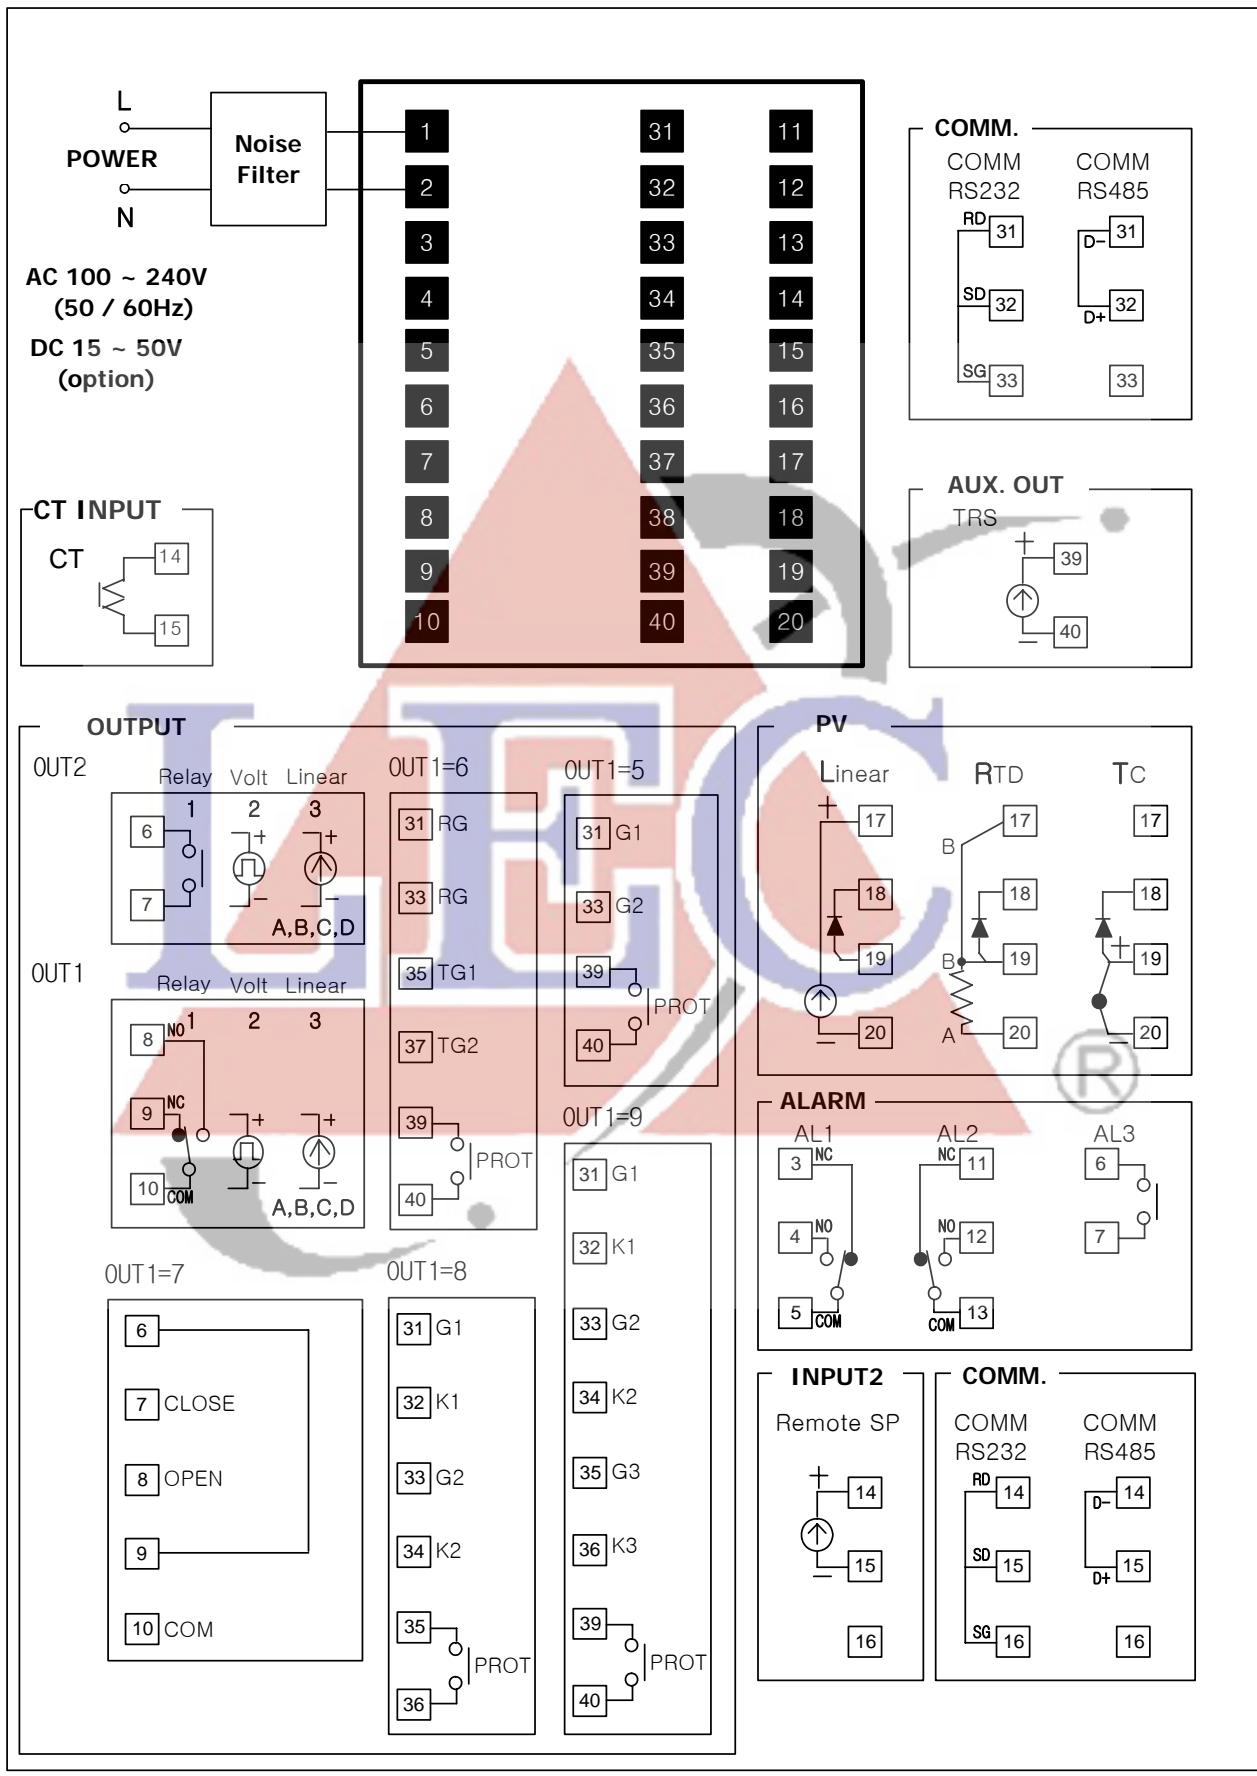 L
POWER
N
Noise
Filter
AC 100 ~ 240V
(50 / 60Hz)
DC 15 ~ 50V
(option)
1 31 11
2 32 12
3 33 13
4 34 14
5 35 15
6 36 16
7 37 17
8 38 18
9 39 19
10 40 20
COMM.
COMM COMM
RS232 RS485
RD 31 D- 31
SD 32 D+ 32
SG 33 33
CT INPUT
CT
14
15
AUX. OUT
TRS
+ 39
− 40
LEC
®
OUTPUT
OUT2
Relay Volt Linear
1 2 3
6 + +
7 − −
A,B,C,D
OUT1
Relay Volt Linear
1 2 3
8 NO
9 NC + +
10 COM − −
A,B,C,D
OUT1=6
31 RG
33 RG
35 TG1
37 TG2
39
PROT
40
OUT1=5
31 G1
33 G2
39
PROT
40
OUT1=7
6
7 CLOSE
8 OPEN
9
10 COM
OUT1=8
31 G1
32 K1
33 G2
34 K2
35
PROT
36
OUT1=9
31 G1
32 K1
33 G2
34 K2
35 G3
36 K3
39
PROT
40
PV
Linear RTD TC
+ 17 B 17 17
18 18 18
19 B 19 + 19
− 20 A 20 − 20
ALARM
AL1 AL2 AL3
3 NC NC 11 6
4 NO NO 12 7
5 COM COM 13
INPUT2
Remote SP
+ 14
− 15
16
COMM.
COMM COMM
RS232 RS485
RD 14 D- 14
SD 15 D+ 15
SG 16 16